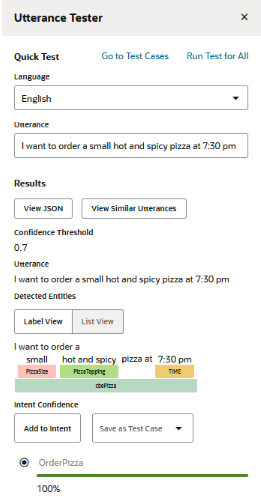 Utterance Tester
Quick Test Go to Test Cases Run Test for All
Language
English
Utterance
I want to order a small hot and spicy pizza at 7:30 pm
Results
View JSON View Similar Utterances
Confidence Threshold
0.7
Utterance
I want to order a small hot and spicy pizza at 7:30 pm
Detected Entities
Label View List View
I want to order a
small hot and spicy pizza at 7:30 pm
PizzaSize PizzaTopping TIME
cbePizza
Intent Confidence
Add to Intent Save as Test Case
OrderPizza
100%